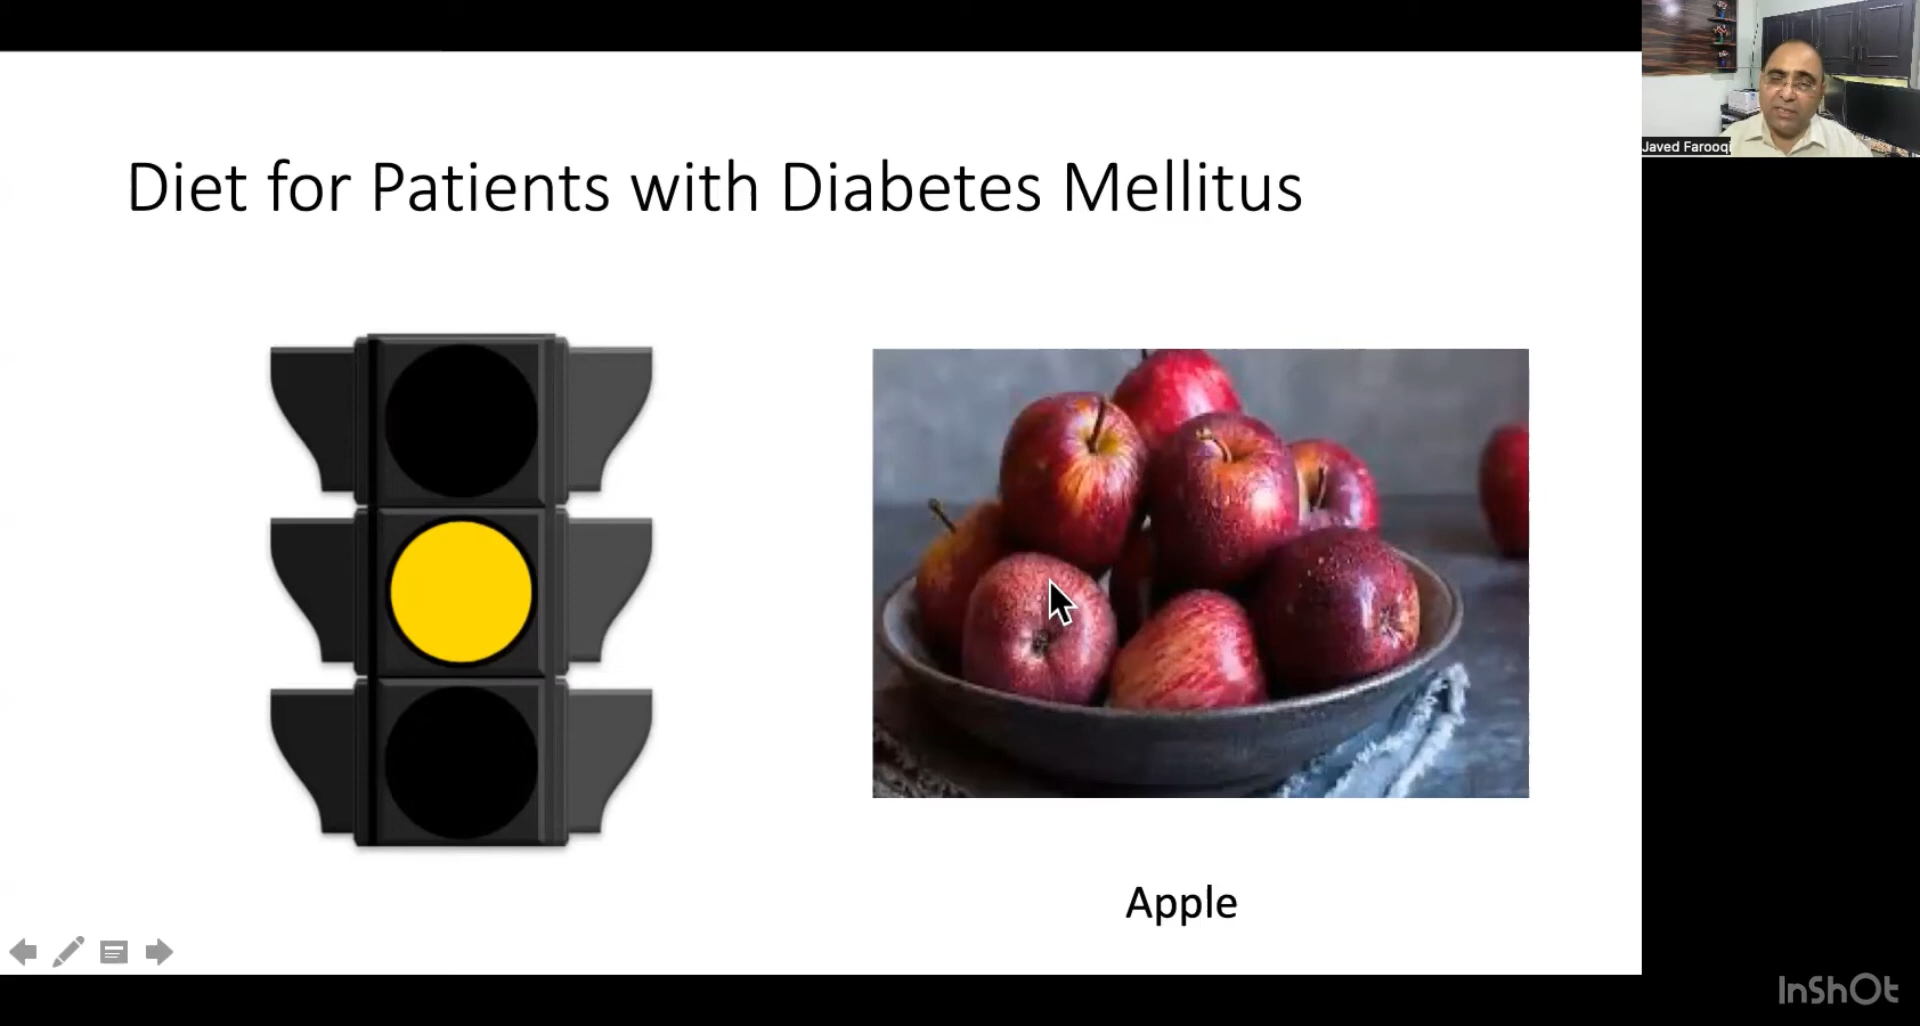 Diet for Patients with Diabetes Mellitus
Javed Farooqi
Apple
InShOt